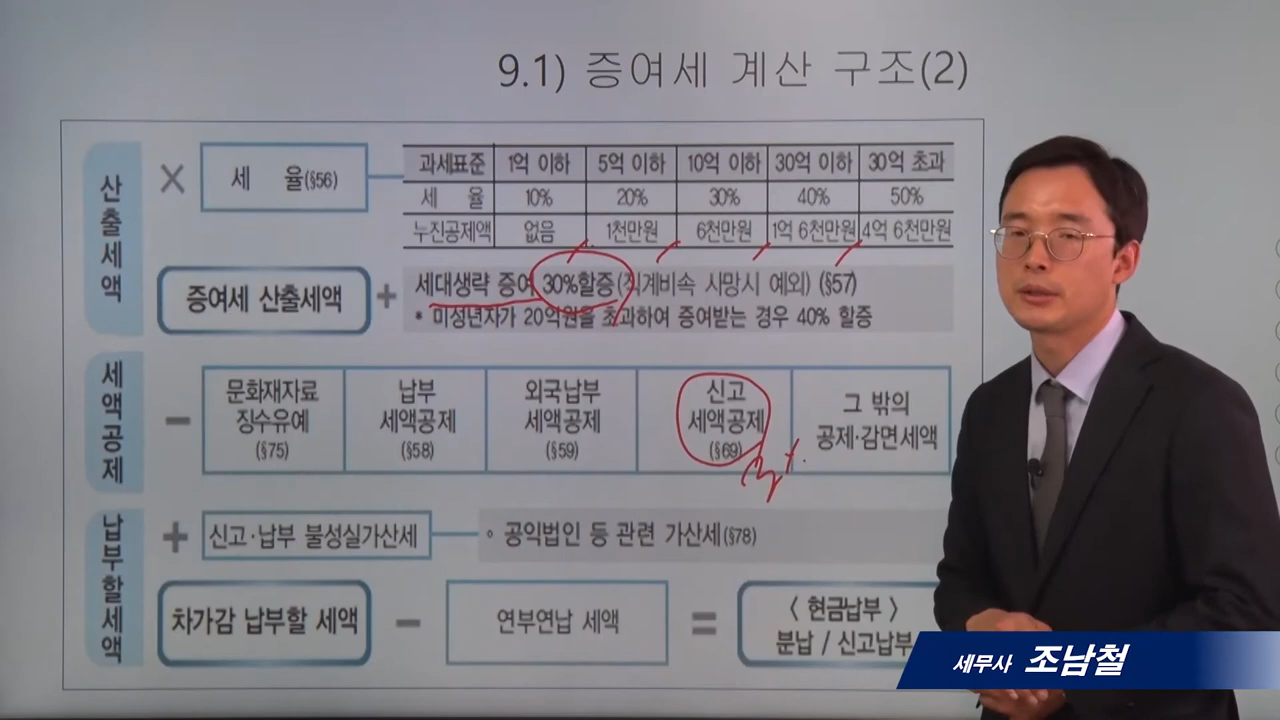 9.1) 증여세 계산 구조(2)
산출세액
× 세 율(§56)
과세표준 1억 이하 5억 이하 10억 이하 30억 이하 30억 초과
세 율 10% 20% 30% 40% 50%
누진공제액 없음 1천만원 6천만원 1억 6천만원 4억 6천만원
증여세 산출세액 + 세대생략 증여 30%할증(직계비속 사망시 예외) (§57)
* 미성년자가 20억원을 초과하여 증여받는 경우 40% 할증
세액공제
− 문화재자료 징수유예 (§75)
납부 세액공제 (§58)
외국납부 세액공제 (§59)
신고 세액공제 (§69)
그 밖의 공제·감면세액
납부할세액
+ 신고·납부 불성실가산세 ◦ 공익법인 등 관련 가산세(§78)
차가감 납부할 세액 − 연부연납 세액 = 〈 현금납부 〉
분납 / 신고납부
세무사 조남철